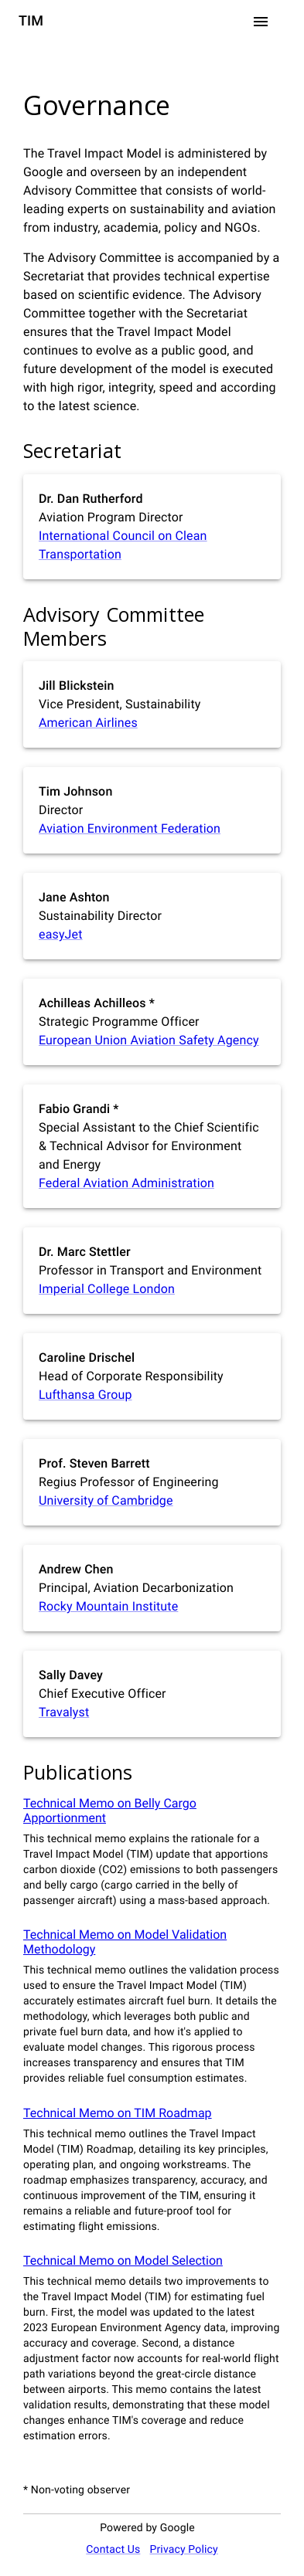 TIM
Governance
The Travel Impact Model is administered by
Google and overseen by an independent
Advisory Committee that consists of world-
leading experts on sustainability and aviation
from industry, academia, policy and NGOs.
The Advisory Committee is accompanied by a
Secretariat that provides technical expertise
based on scientific evidence. The Advisory
Committee together with the Secretariat
ensures that the Travel Impact Model
continues to evolve as a public good, and
future development of the model is executed
with high rigor, integrity, speed and according
to the latest science.
Secretariat
Dr. Dan Rutherford
Aviation Program Director
International Council on Clean
Transportation
Advisory Committee
Members
Jill Blickstein
Vice President, Sustainability
American Airlines
Tim Johnson
Director
Aviation Environment Federation
Jane Ashton
Sustainability Director
easyJet
Achilleas Achilleos *
Strategic Programme Officer
European Union Aviation Safety Agency
Fabio Grandi *
Special Assistant to the Chief Scientific
& Technical Advisor for Environment
and Energy
Federal Aviation Administration
Dr. Marc Stettler
Professor in Transport and Environment
Imperial College London
Caroline Drischel
Head of Corporate Responsibility
Lufthansa Group
Prof. Steven Barrett
Regius Professor of Engineering
University of Cambridge
Andrew Chen
Principal, Aviation Decarbonization
Rocky Mountain Institute
Sally Davey
Chief Executive Officer
Travalyst
Publications
Technical Memo on Belly Cargo
Apportionment
This technical memo explains the rationale for a
Travel Impact Model (TIM) update that apportions
carbon dioxide (CO2) emissions to both passengers
and belly cargo (cargo carried in the belly of
passenger aircraft) using a mass-based approach.
Technical Memo on Model Validation
Methodology
This technical memo outlines the validation process
used to ensure the Travel Impact Model (TIM)
accurately estimates aircraft fuel burn. It details the
methodology, which leverages both public and
private fuel burn data, and how it's applied to
evaluate model changes. This rigorous process
increases transparency and ensures that TIM
provides reliable fuel consumption estimates.
Technical Memo on TIM Roadmap
This technical memo outlines the Travel Impact
Model (TIM) Roadmap, detailing its key principles,
operating plan, and ongoing workstreams. The
roadmap emphasizes transparency, accuracy, and
continuous improvement of the TIM, ensuring it
remains a reliable and future-proof tool for
estimating flight emissions.
Technical Memo on Model Selection
This technical memo details two improvements to
the Travel Impact Model (TIM) for estimating fuel
burn. First, the model was updated to the latest
2023 European Environment Agency data, improving
accuracy and coverage. Second, a distance
adjustment factor now accounts for real-world flight
path variations beyond the great-circle distance
between airports. This memo contains the latest
validation results, demonstrating that these model
changes enhance TIM's coverage and reduce
estimation errors.
* Non-voting observer
Powered by Google
Contact Us Privacy Policy